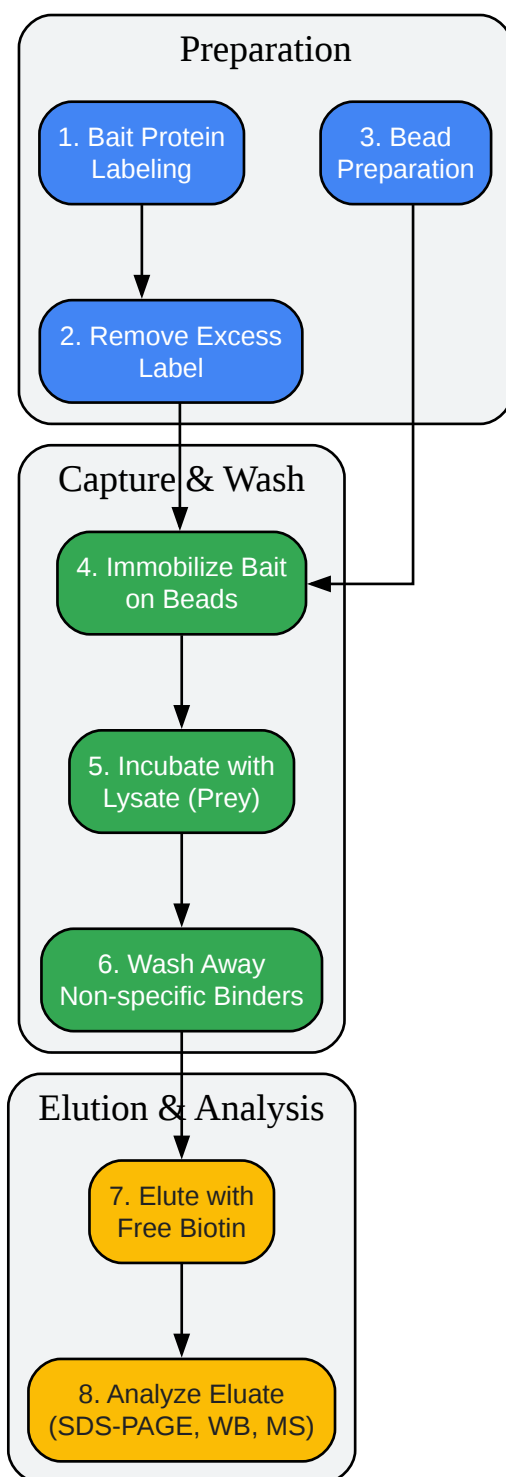 Preparation
1. Bait Protein
Labeling
3. Bead
Preparation
2. Remove Excess
Label
Capture & Wash
4. Immobilize Bait
on Beads
5. Incubate with
Lysate (Prey)
6. Wash Away
Non-specific Binders
Elution & Analysis
7. Elute with
Free Biotin
8. Analyze Eluate
(SDS-PAGE, WB, MS)